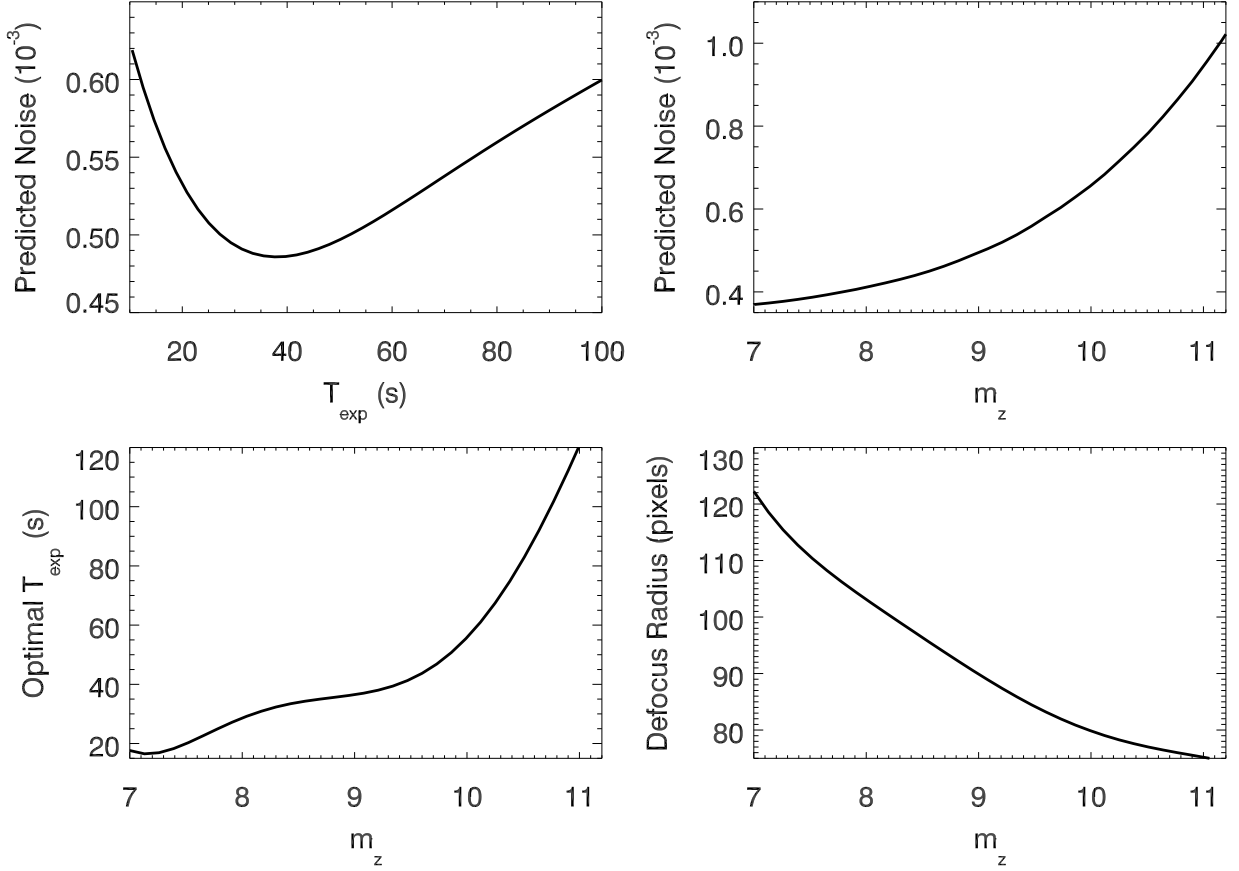 Predicted Noise (10^-3)
0.60
0.55
0.50
0.45
20 40 60 80 100
T_exp (s)
Predicted Noise (10^-3)
1.0
0.8
0.6
0.4
7 8 9 10 11
m_z
Optimal T_exp (s)
120
100
80
60
40
20
7 8 9 10 11
m_z
Defocus Radius (pixels)
130
120
110
100
90
80
7 8 9 10 11
m_z